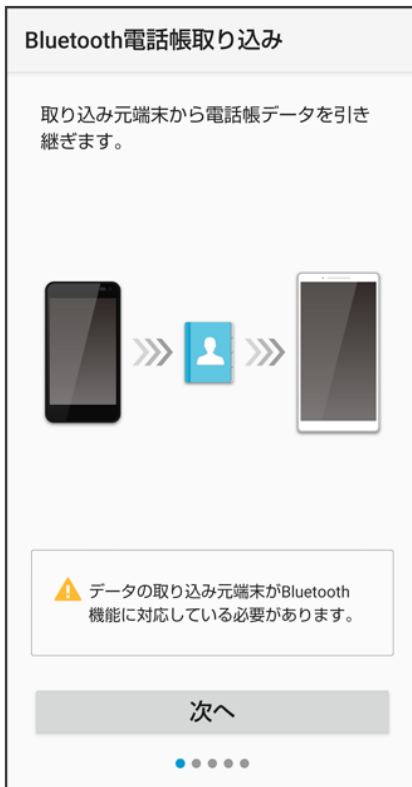 Bluetooth電話帳取り込み
取り込み元端末から電話帳データを引き
継ぎます。
データの取り込み元端末がBluetooth
機能に対応している必要があります。
次へ